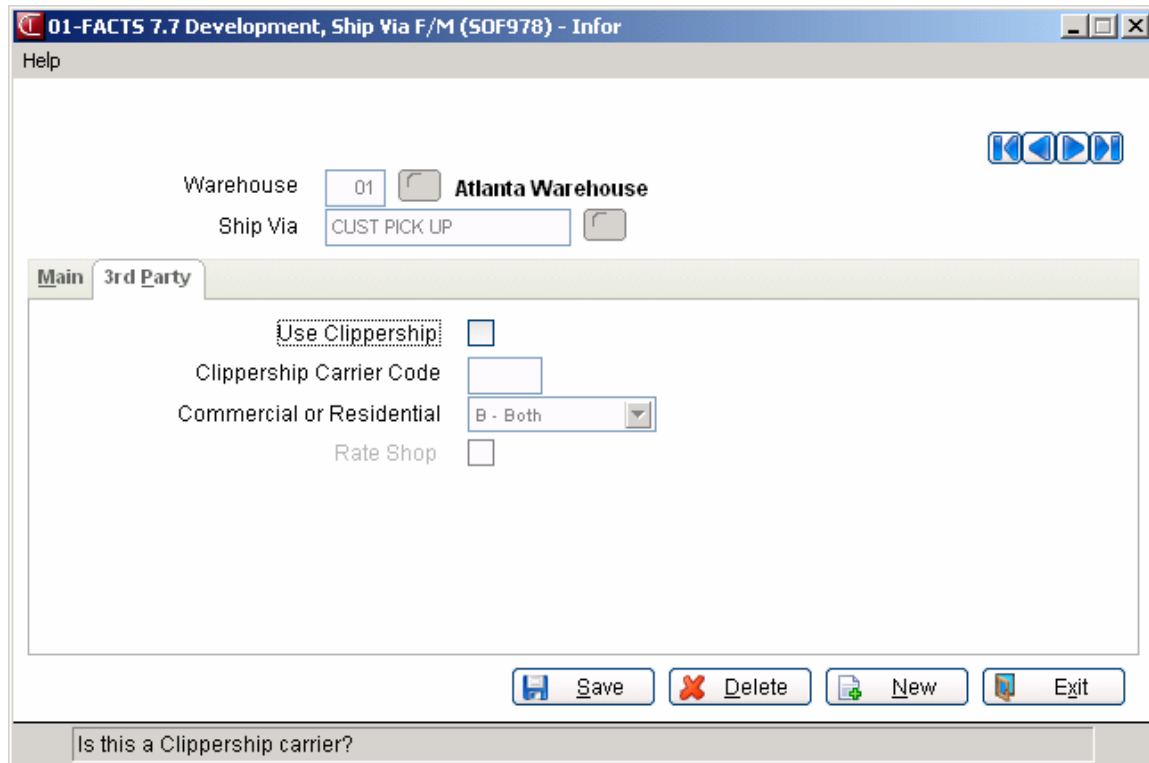 01-FACTS 7.7 Development, Ship Via F/M (SOF978) - Infor
Help
Warehouse 01 Atlanta Warehouse
Ship Via CUST PICK UP
Main 3rd Party
Use Clippership
Clippership Carrier Code
Commercial or Residential B - Both
Rate Shop
Save Delete New Exit
Is this a Clippership carrier?